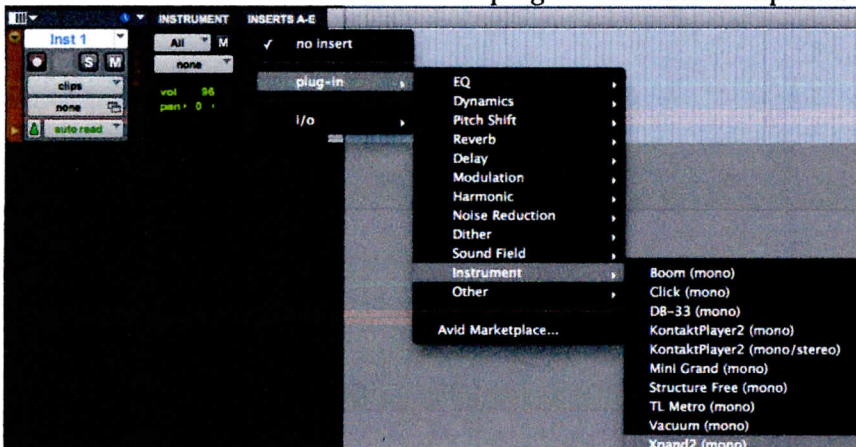 INSTRUMENT
INSERTS A-E
Inst 1
S M
clips
none
auto read
All M
none
vol 96
pan 0
✓ no insert
plug-in
i/o
EQ
Dynamics
Pitch Shift
Reverb
Delay
Modulation
Harmonic
Noise Reduction
Dither
Sound Field
Instrument
Other
Avid Marketplace...
Boom (mono)
Click (mono)
DB-33 (mono)
KontaktPlayer2 (mono)
KontaktPlayer2 (mono/stereo)
Mini Grand (mono)
Structure Free (mono)
TL Metro (mono)
Vacuum (mono)
Xpand2 (mono)